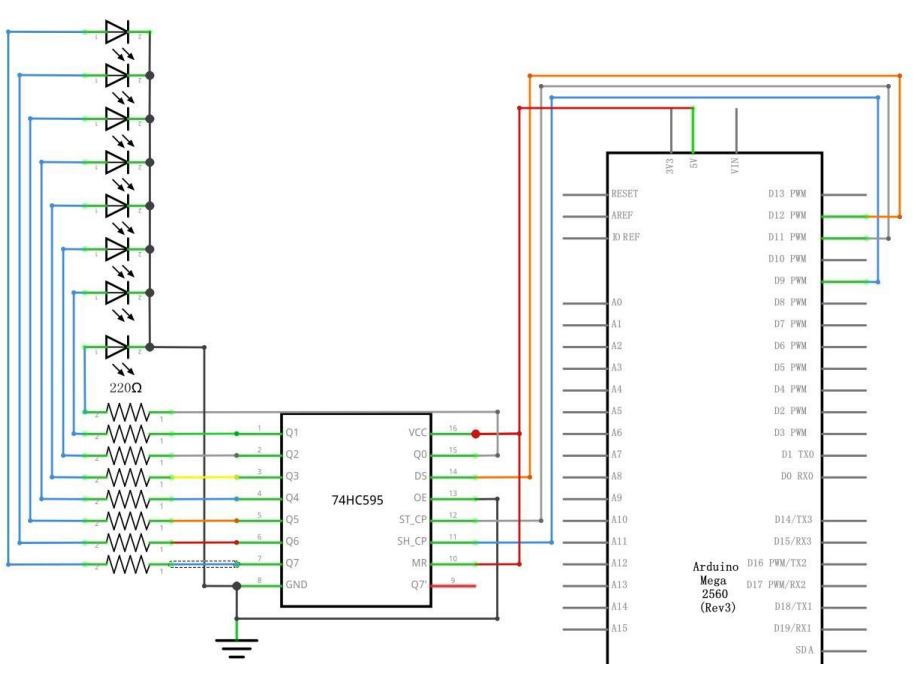 220Ω
74HC595
1 Q1
2 Q2
3 Q3
4 Q4
5 Q5
6 Q6
7 Q7
8 GND
VCC 16
Q0 15
DS 14
OE 13
ST_CP 12
SH_CP 11
MR 10
Q7' 9
3V3
5V
VIN
RESET
AREF
IOREF
A0
A1
A2
A3
A4
A5
A6
A7
A8
A9
A10
A11
A12
A13
A14
A15
D13 PWM
D12 PWM
D11 PWM
D10 PWM
D9 PWM
D8 PWM
D7 PWM
D6 PWM
D5 PWM
D4 PWM
D2 PWM
D3 PWM
D1 TX0
D0 RX0
D14/TX3
D15/RX3
D16 PWM/TX2
D17 PWM/RX2
D18/TX1
D19/RX1
SDA
Arduino
Mega
2560
(Rev3)